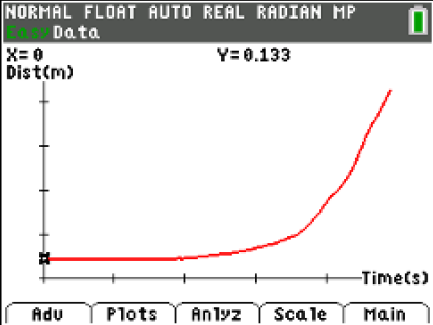 NORMAL FLOAT AUTO REAL RADIAN MP
EasyData
X=0 Y=0.133
Dist(m)
Time(s)
Adv Plots Anlyz Scale Main